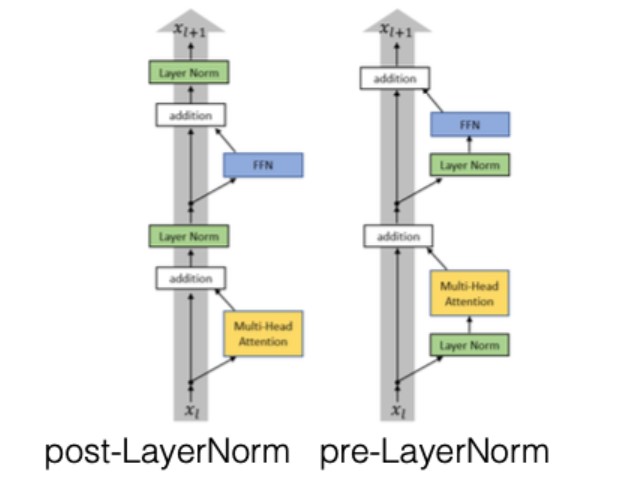 x_{l+1}
Layer Norm
addition
FFN
Layer Norm
addition
Multi-Head
Attention
x_l
post-LayerNorm
x_{l+1}
addition
FFN
Layer Norm
addition
Multi-Head
Attention
Layer Norm
x_l
pre-LayerNorm